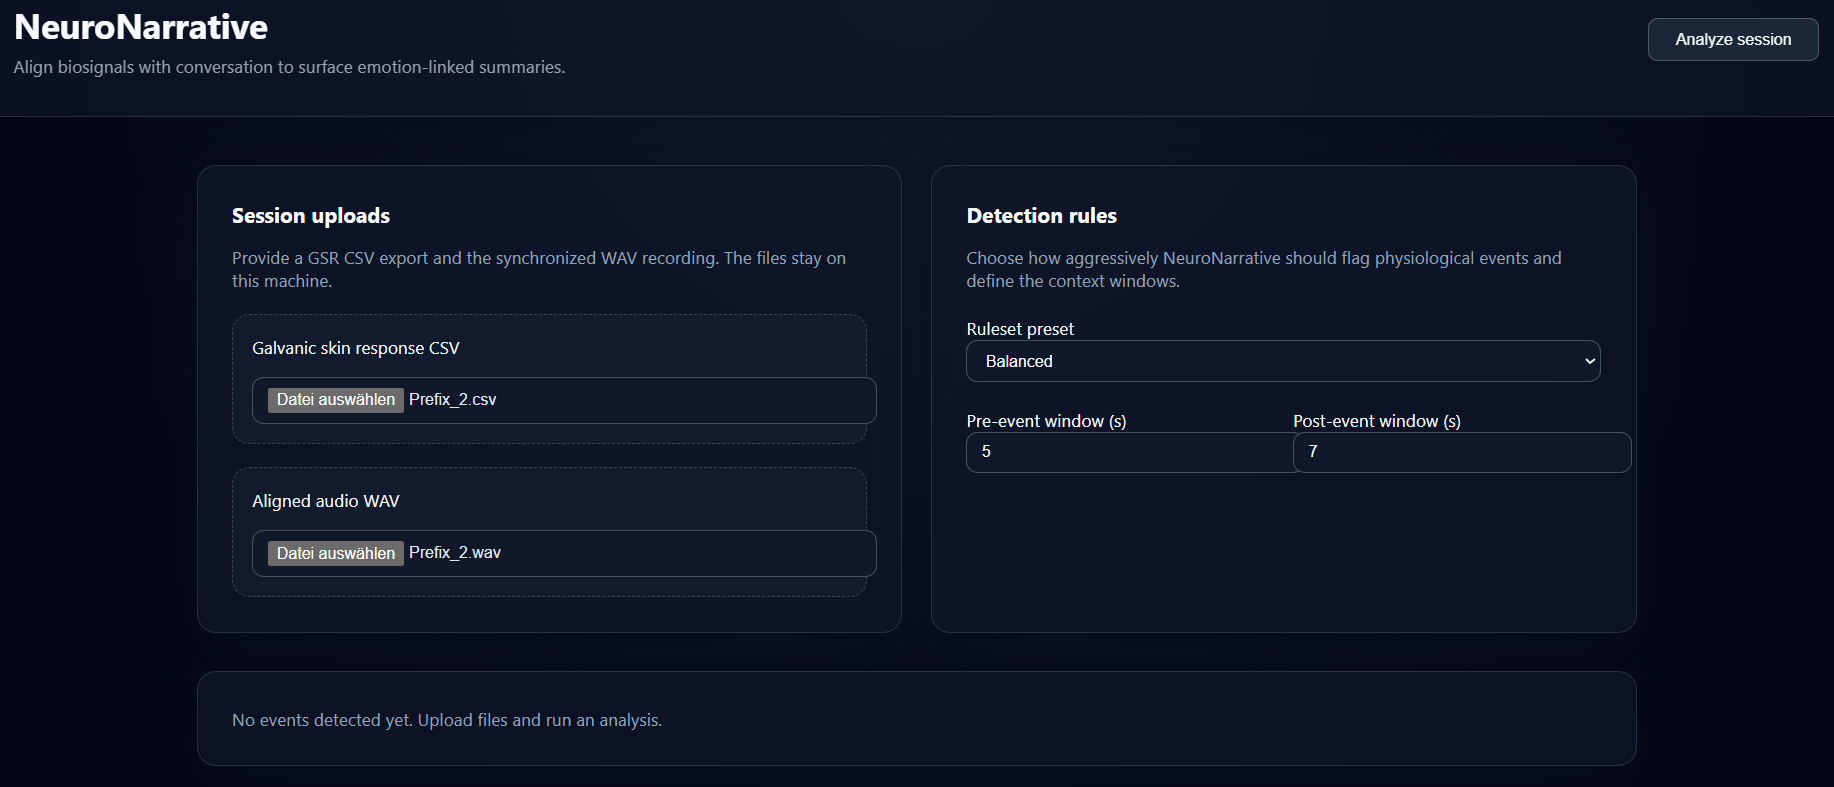 NeuroNarrative
Align biosignals with conversation to surface emotion-linked summaries.
Analyze session
Session uploads
Provide a GSR CSV export and the synchronized WAV recording. The files stay on
this machine.
Galvanic skin response CSV
Datei auswählen Prefix_2.csv
Aligned audio WAV
Datei auswählen Prefix_2.wav
Detection rules
Choose how aggressively NeuroNarrative should flag physiological events and
define the context windows.
Ruleset preset
Balanced
Pre-event window (s)
5
Post-event window (s)
7
No events detected yet. Upload files and run an analysis.